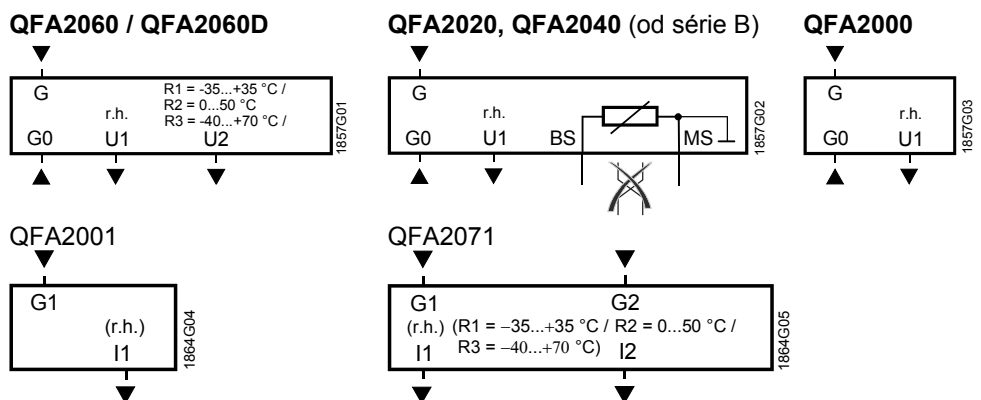 QFA2060 / QFA2060D
G
R1 = -35...+35 °C /
R2 = 0...50 °C
R3 = -40...+70 °C /
r.h.
G0 U1 U2
1857G01
QFA2020, QFA2040 (od série B)
G
r.h.
G0 U1 BS MS
1857G02
QFA2000
G
r.h.
G0 U1
1857G03
QFA2001
G1
(r.h.)
I1
1864G04
QFA2071
G1 G2
(r.h.) (R1 = −35...+35 °C / R2 = 0...50 °C /
R3 = −40...+70 °C)
I1 I2
1864G05